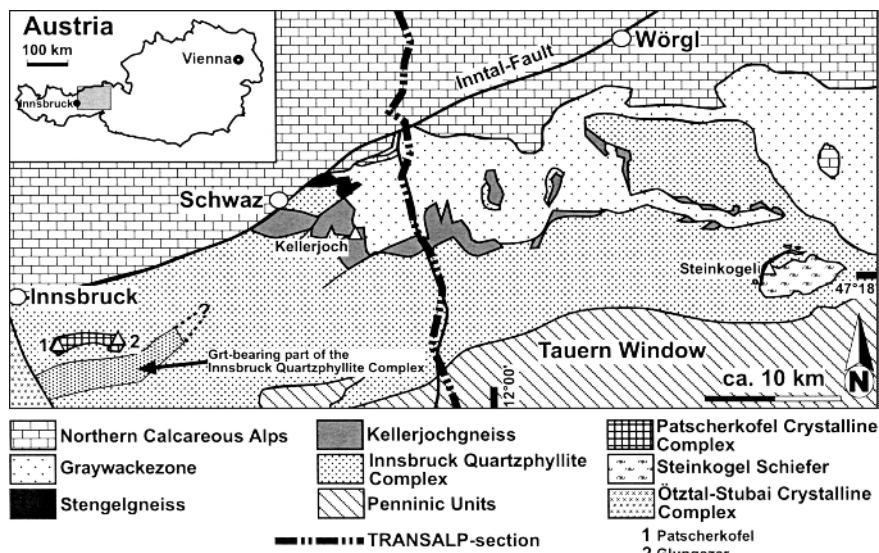 Austria
100 km
Vienna
Innsbruck
Wörgl
Inntal-Fault
Schwaz
Kellerjoch
Steinkogel
47°18'
Innsbruck
?
1
2
Grt-bearing part of the
Innsbruck Quartzphyllite Complex
Tauern Window
12°00'
ca. 10 km
N
Northern Calcareous Alps
Graywackezone
Stengelgneiss
Kellerjochgneiss
Innsbruck Quartzphyllite
Complex
Penninic Units
Patscherkofel Crystalline
Complex
Steinkogel Schiefer
Ötztal-Stubai Crystalline
Complex
TRANSALP-section
1 Patscherkofel
2 Glungezer